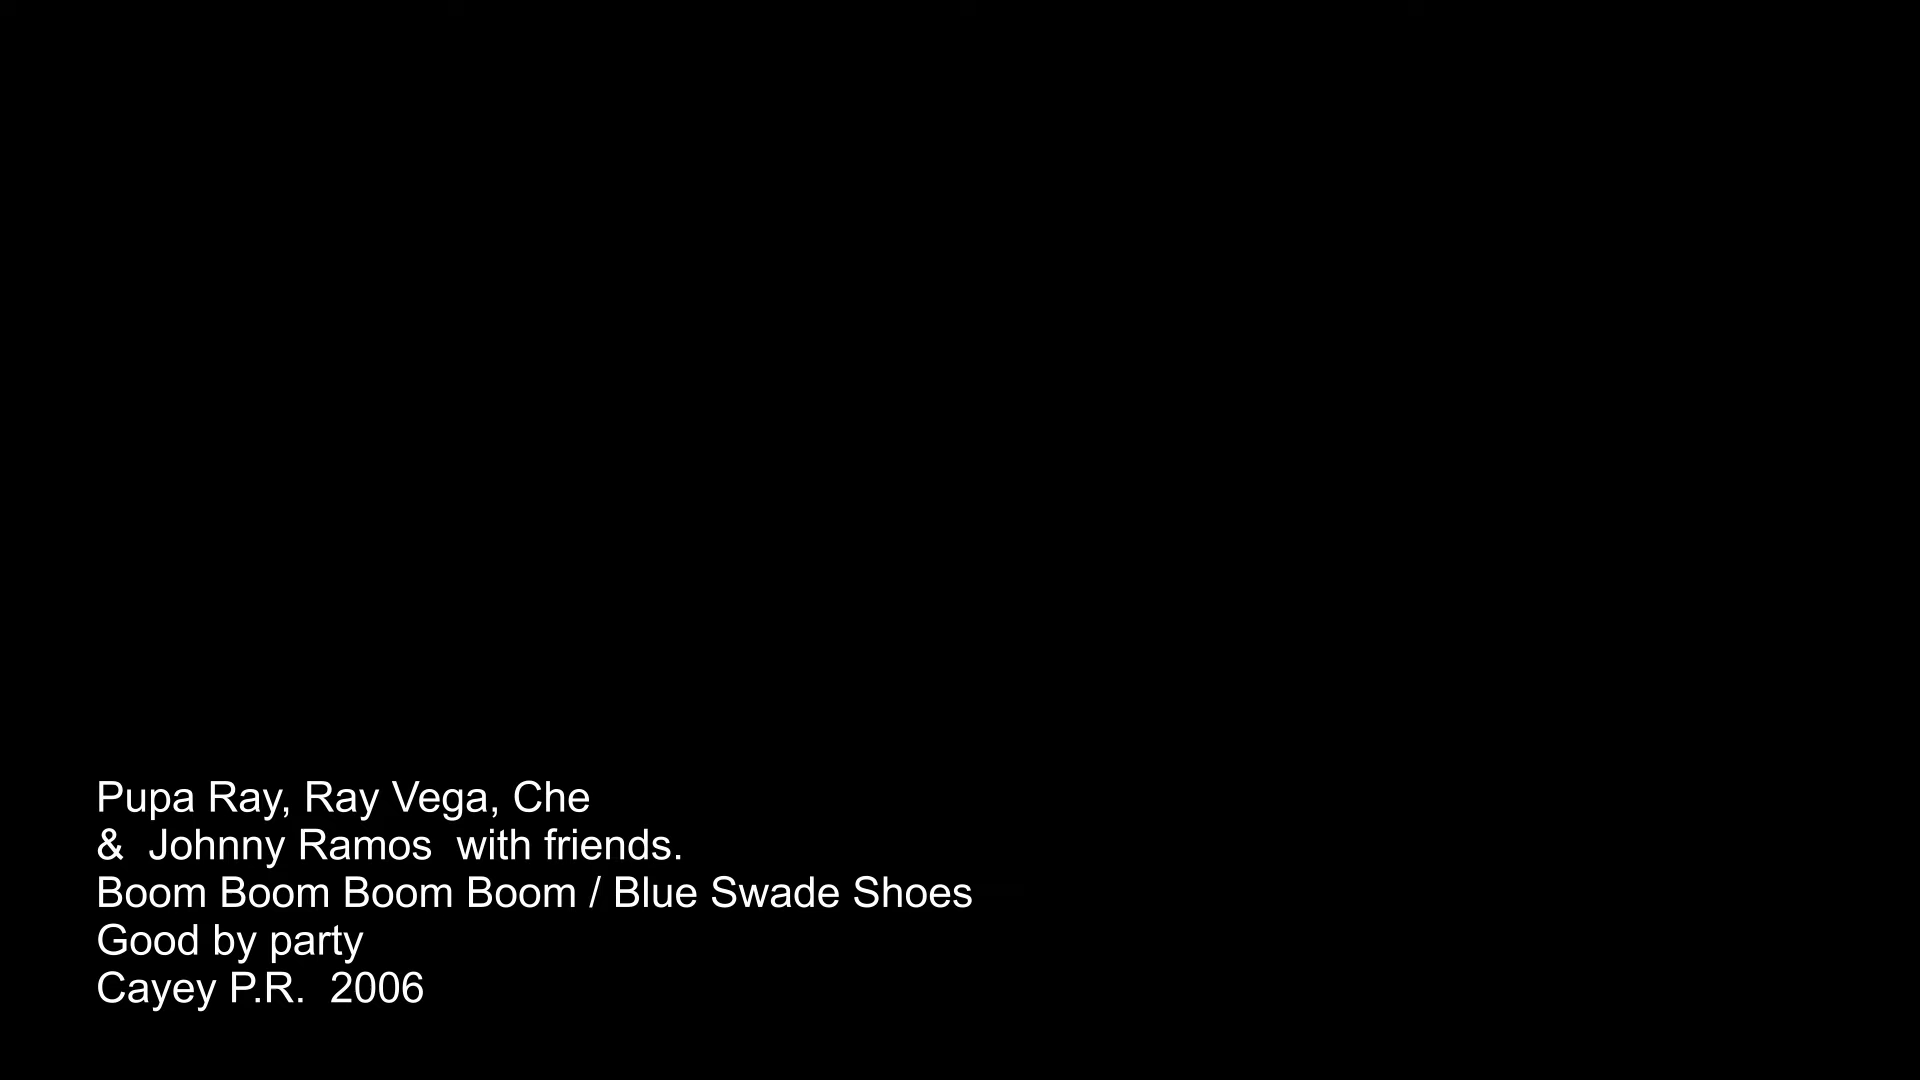 Pupa Ray, Ray Vega, Che
&  Johnny Ramos  with friends.
Boom Boom Boom Boom / Blue Swade Shoes
Good by party
Cayey P.R.  2006